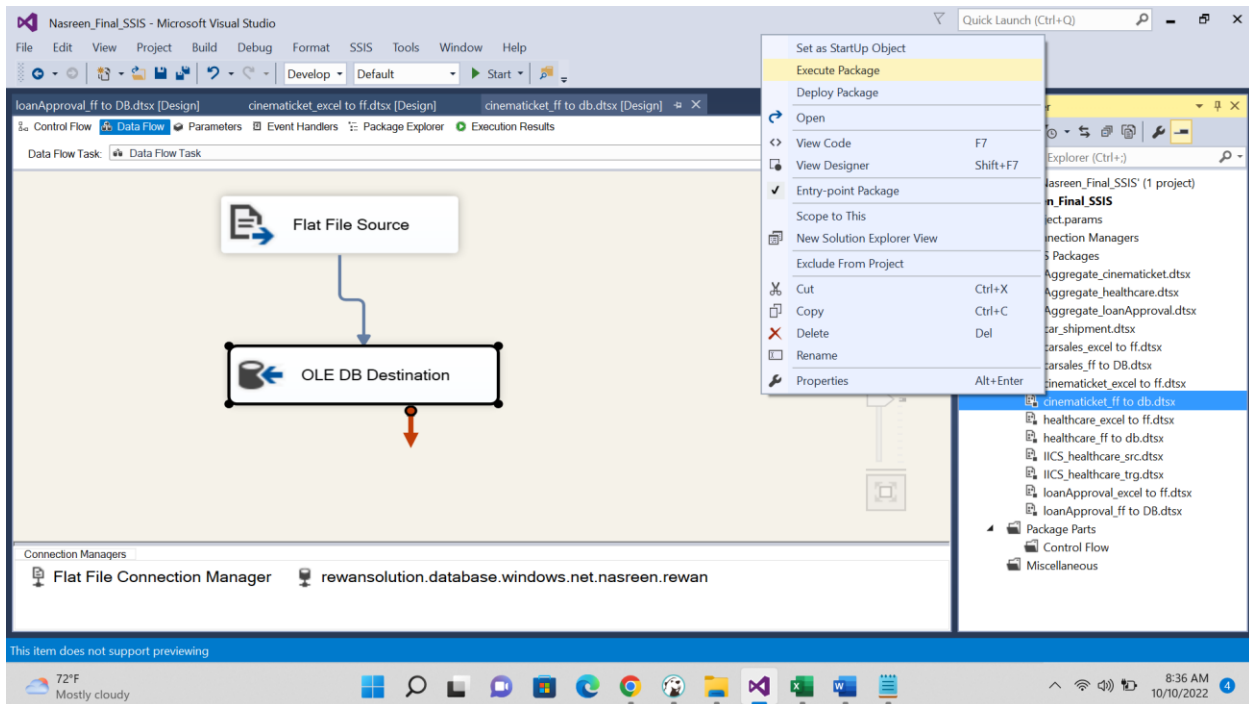 Nasreen_Final_SSIS - Microsoft Visual Studio
Quick Launch (Ctrl+Q)
File Edit View Project Build Debug Format SSIS Tools Window Help
Develop Default Start
loanApproval_ff to DB.dtsx [Design] cinematicket_excel to ff.dtsx [Design] cinematicket_ff to db.dtsx [Design]
Control Flow Data Flow Parameters Event Handlers Package Explorer Execution Results
Data Flow Task: Data Flow Task
Flat File Source
OLE DB Destination
Connection Managers
Flat File Connection Manager rewansolution.database.windows.net.nasreen.rewan
Set as StartUp Object
Execute Package
Deploy Package
Open
View Code F7
View Designer Shift+F7
Entry-point Package
Scope to This
New Solution Explorer View
Exclude From Project
Cut Ctrl+X
Copy Ctrl+C
Delete Del
Rename
Properties Alt+Enter
Explorer (Ctrl+;)
Nasreen_Final_SSIS' (1 project)
n_Final_SSIS
ect.params
nection Managers
S Packages
Aggregate_cinematicket.dtsx
Aggregate_healthcare.dtsx
Aggregate_loanApproval.dtsx
car_shipment.dtsx
carsales_excel to ff.dtsx
carsales_ff to DB.dtsx
cinematicket_excel to ff.dtsx
cinematicket_ff to db.dtsx
healthcare_excel to ff.dtsx
healthcare_ff to db.dtsx
IICS_healthcare_src.dtsx
IICS_healthcare_trg.dtsx
loanApproval_excel to ff.dtsx
loanApproval_ff to DB.dtsx
Package Parts
Control Flow
Miscellaneous
This item does not support previewing
72°F
Mostly cloudy
8:36 AM
10/10/2022
4